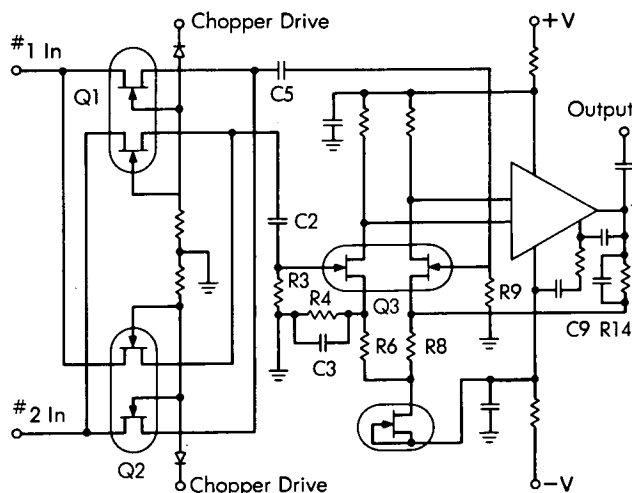 Chopper Drive
+V
#1 In
Q1
C5
Output
C2
R3
R4
Q3
R9
C3
R6
R8
C9
R14
#2 In
Q2
Chopper Drive
-V